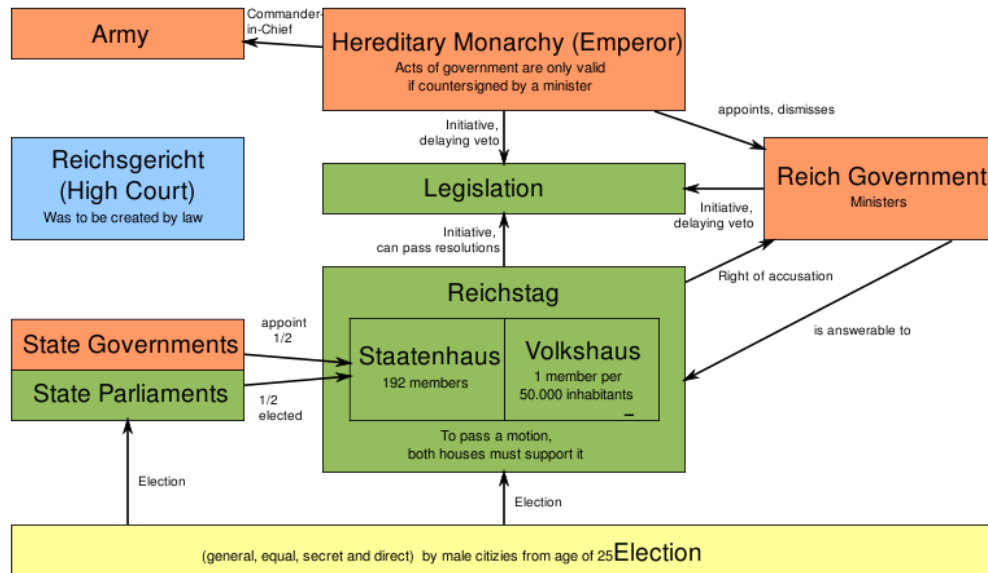 Army
Commander-
in-Chief
Hereditary Monarchy (Emperor)
Acts of government are only valid
if countersigned by a minister
Initiative,
delaying veto
appoints, dismisses
Reichsgericht
(High Court)
Was to be created by law
Legislation
Reich Government
Ministers
Initiative,
delaying veto
Initiative,
can pass resolutions
Right of accusation
Reichstag
is answerable to
State Governments
State Parliaments
appoint
1/2
1/2
elected
Staatenhaus
192 members
Volkshaus
1 member per
50.000 inhabitants
_
To pass a motion,
both houses must support it
Election
Election
(general, equal, secret and direct) by male citizies from age of 25Election